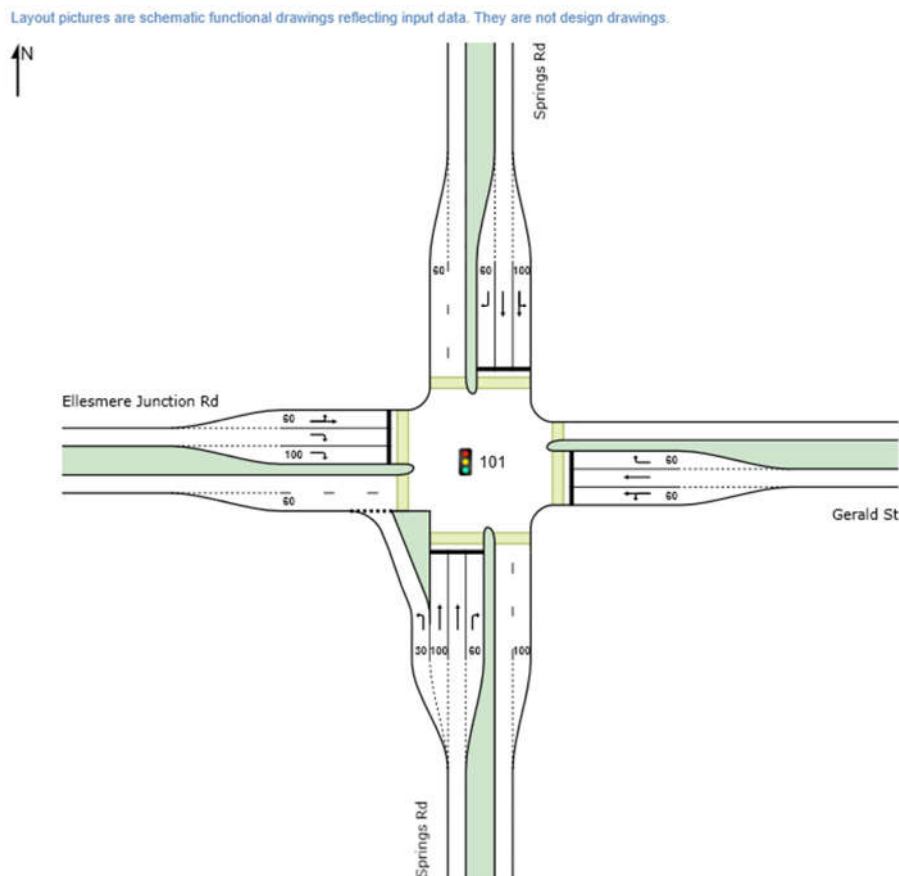 Layout pictures are schematic functional drawings reflecting input data. They are not design drawings.
N
Springs Rd
60
60
100
Ellesmere Junction Rd
60
100
101
60
60
60
Gerald St
30
100
60
100
Springs Rd